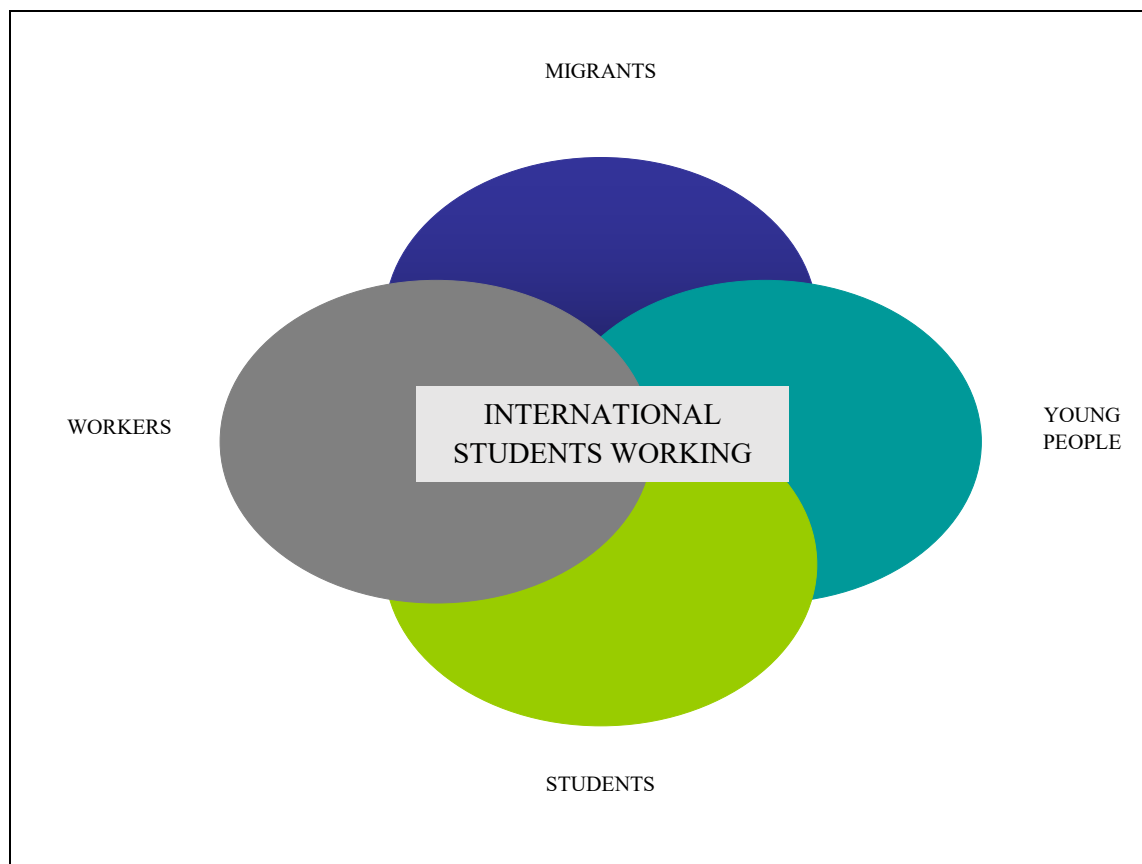 MIGRANTS
WORKERS
INTERNATIONAL
STUDENTS WORKING
YOUNG
PEOPLE
STUDENTS